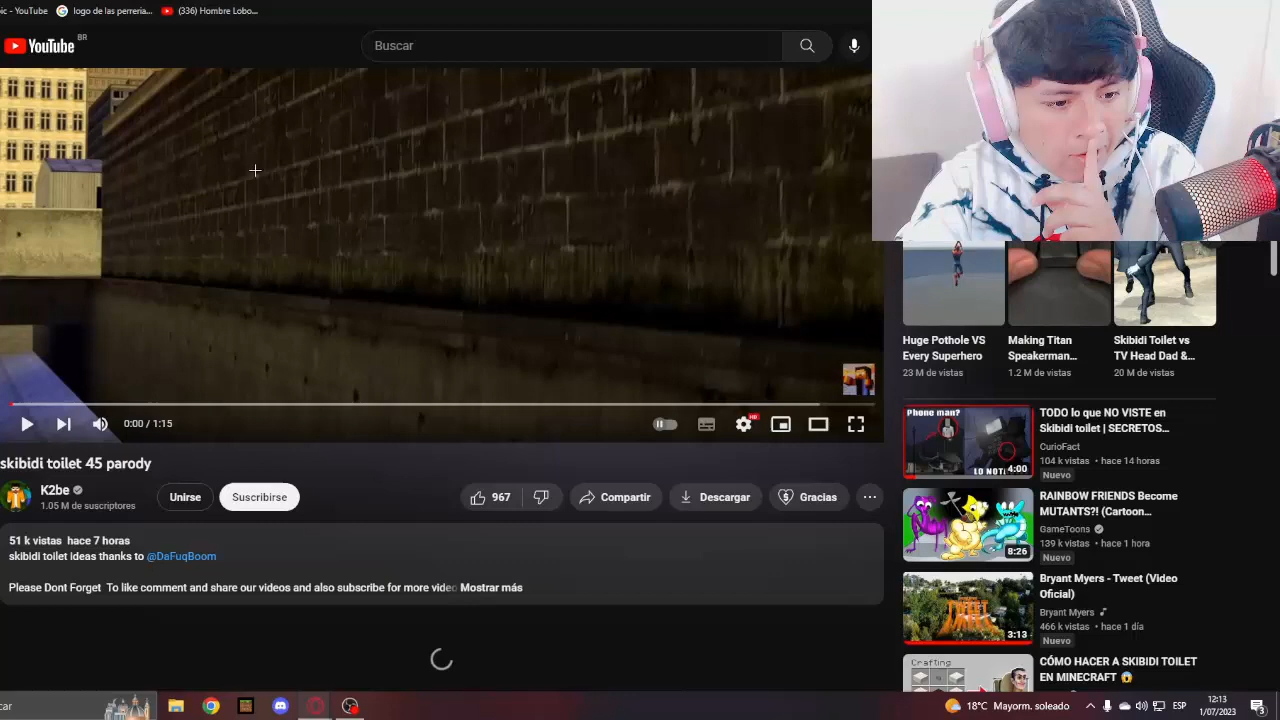 ic - YouTube
logo de las perreria...
(336) Hombre Lobo...
YouTube BR
Buscar
0:00 / 1:15
HD
skibidi toilet 45 parody
K2be
1.05 M de suscriptores
Unirse
Suscribirse
967
Compartir
Descargar
Gracias
51 k vistas hace 7 horas
skibidi toilet Ideas thanks to @DaFuqBoom
Please Dont Forget To like comment and share our videos and also subscribe for more video Mostrar más
Huge Pothole VS
Every Superhero
23 M de vistas
Making Titan
Speakerman...
1.2 M de vistas
Skibidi Toilet vs
TV Head Dad &...
20 M de vistas
Phone man?
LO NOTI
4:00
TODO lo que NO VISTE en
Skibidi toilet | SECRETOS...
CurioFact
104 k vistas • hace 14 horas
Nuevo
8:26
RAINBOW FRIENDS Become
MUTANTS?! (Cartoon...
GameToons
139 k vistas • hace 1 hora
Nuevo
TWEET
3:13
Bryant Myers - Tweet (Video
Oficial)
Bryant Myers
466 k vistas • hace 1 día
Nuevo
Crafting
CÓMO HACER A SKIBIDI TOILET
EN MINECRAFT 😱
car
18°C Mayorm. soleado
ESP
12:13
1/07/2023
3